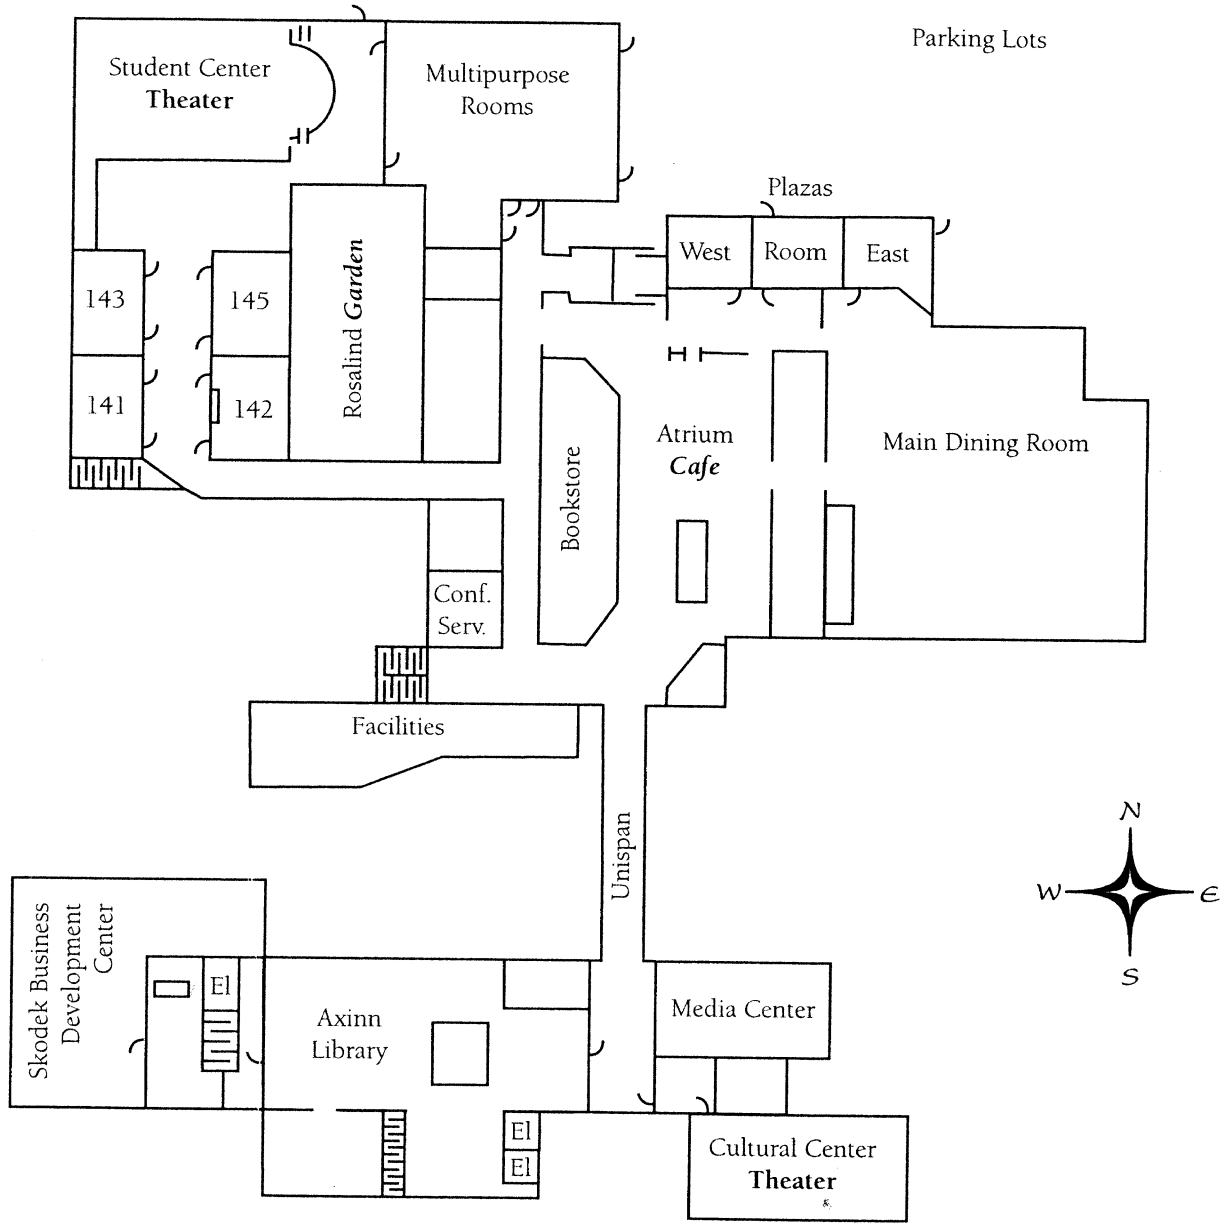 Parking Lots
Student Center
Theater
Multipurpose
Rooms
Plazas
West
Room
East
143
145
Rosalind Garden
141
142
Atrium
Cafe
Main Dining Room
Bookstore
Conf.
Serv.
Facilities
Unispan
N
W
E
S
Skodek Business
Development
Center
El
Axinn
Library
Media Center
El
El
Cultural Center
Theater